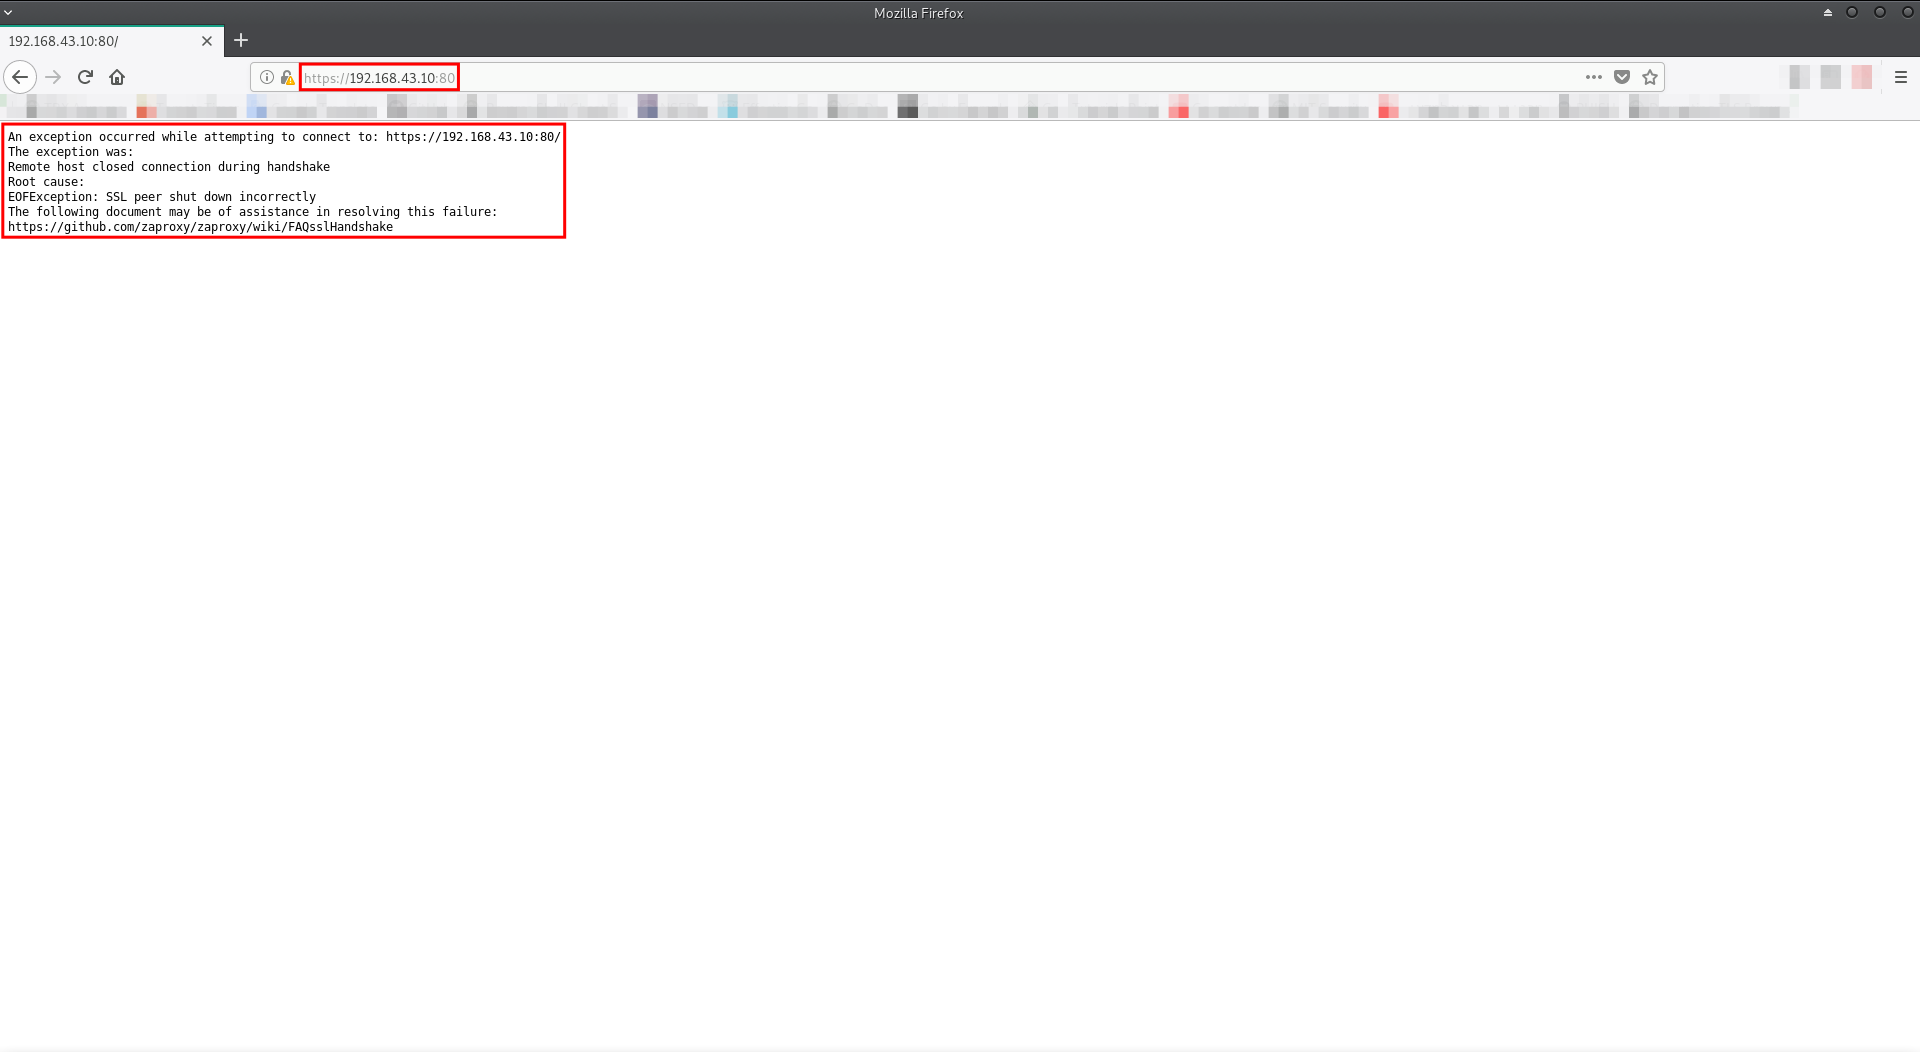 Mozilla Firefox
192.168.43.10:80/
https://192.168.43.10:80
An exception occurred while attempting to connect to: https://192.168.43.10:80/
The exception was:
Remote host closed connection during handshake
Root cause:
EOFException: SSL peer shut down incorrectly
The following document may be of assistance in resolving this failure:
https://github.com/zaproxy/zaproxy/wiki/FAQsslHandshake